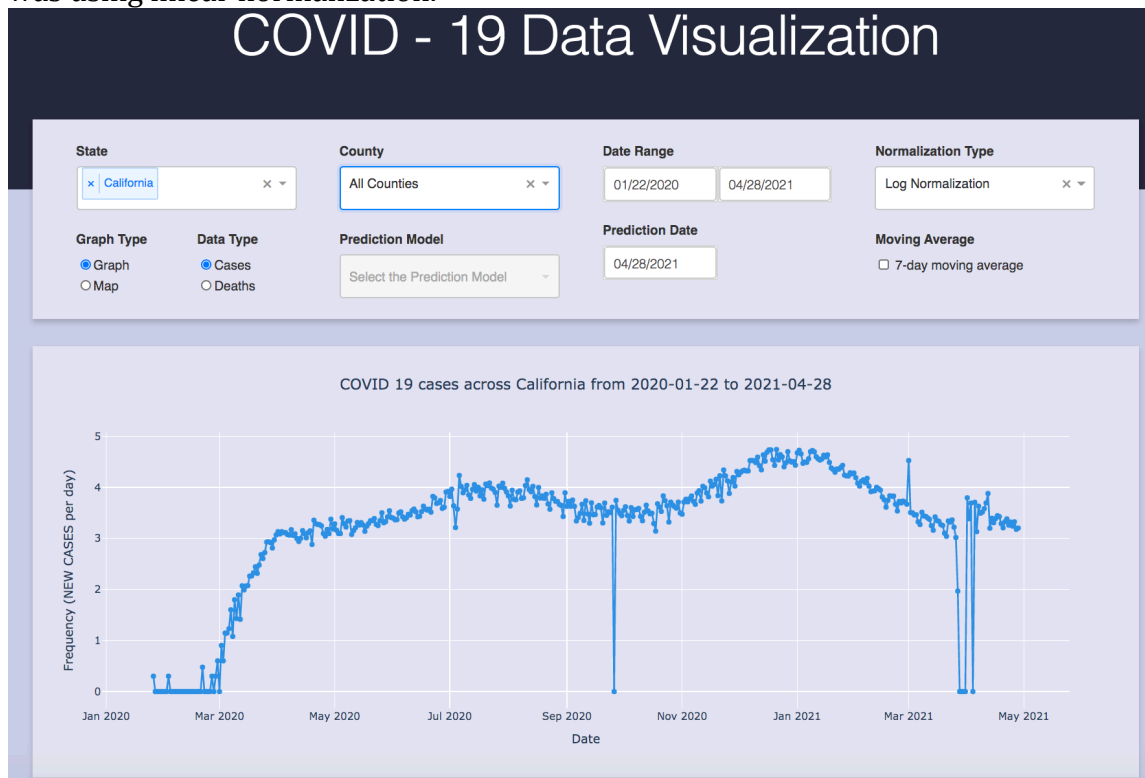 was using linear normalization.
COVID - 19 Data Visualization
State
County
Date Range
Normalization Type
× California
All Counties
01/22/2020
04/28/2021
Log Normalization
Graph Type
Data Type
Prediction Model
Prediction Date
Moving Average
Graph
Cases
Select the Prediction Model
04/28/2021
7-day moving average
Map
Deaths
COVID 19 cases across California from 2020-01-22 to 2021-04-28
Frequency (NEW CASES per day)
5
4
3
2
1
0
Jan 2020
Mar 2020
May 2020
Jul 2020
Sep 2020
Nov 2020
Jan 2021
Mar 2021
May 2021
Date